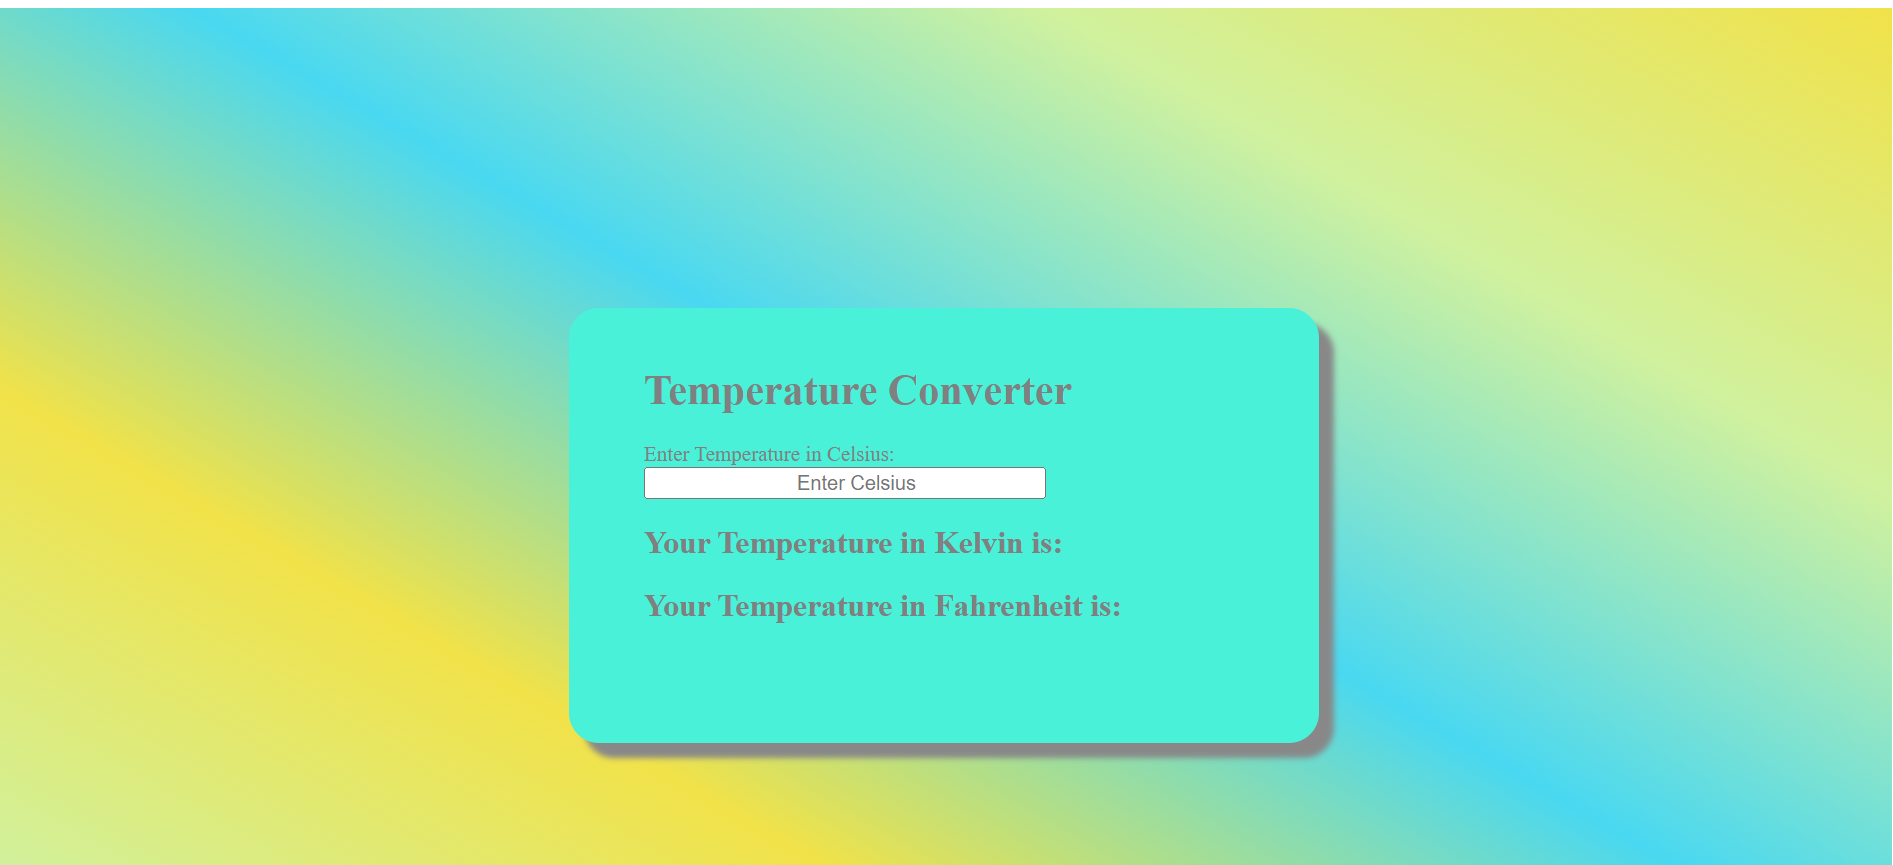 Temperature Converter
Enter Temperature in Celsius:
Enter Celsius
Your Temperature in Kelvin is:
Your Temperature in Fahrenheit is: